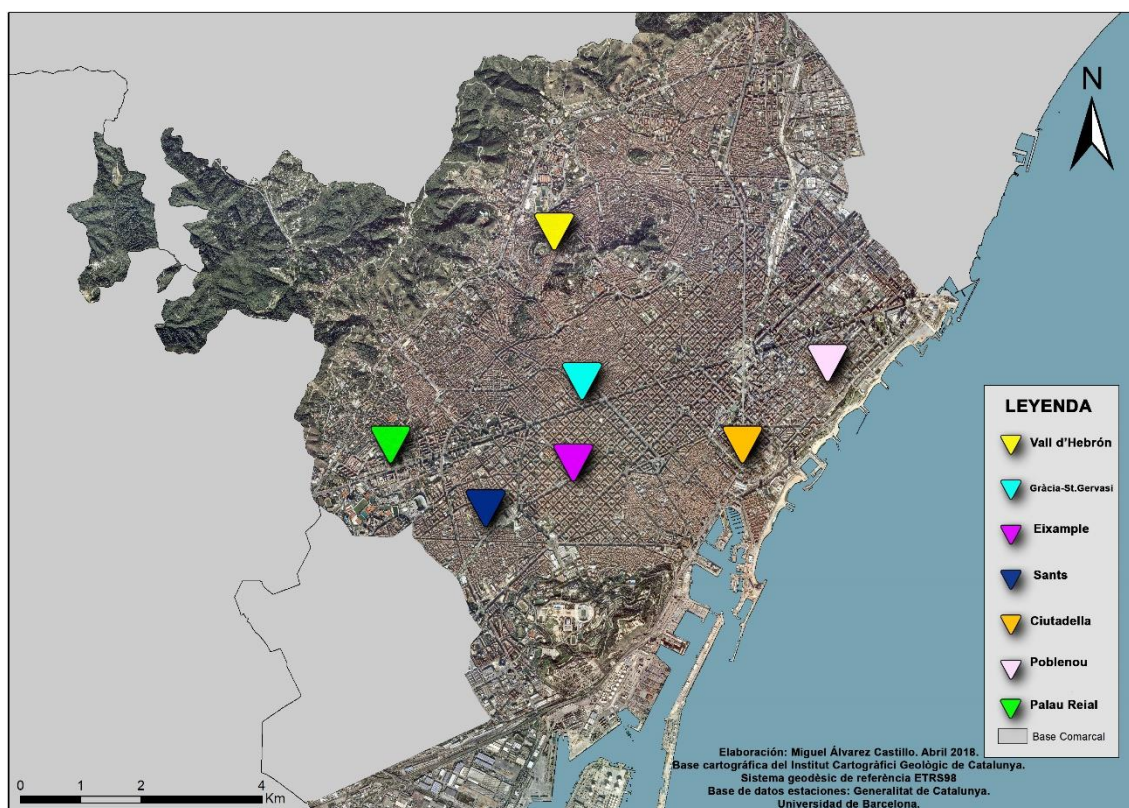 N
LEYENDA
Vall d'Hebrón
Gràcia-St.Gervasi
Eixample
Sants
Ciutadella
Poblenou
Palau Reial
Base Comarcal
0 1 2 4
Km
Elaboración: Miguel Álvarez Castillo. Abril 2018.
Base cartográfica del Institut Cartogràfici Geològic de Catalunya.
Sistema geodèsic de referència ETRS98
Base de datos estaciones: Generalitat de Catalunya.
Universidad de Barcelona.